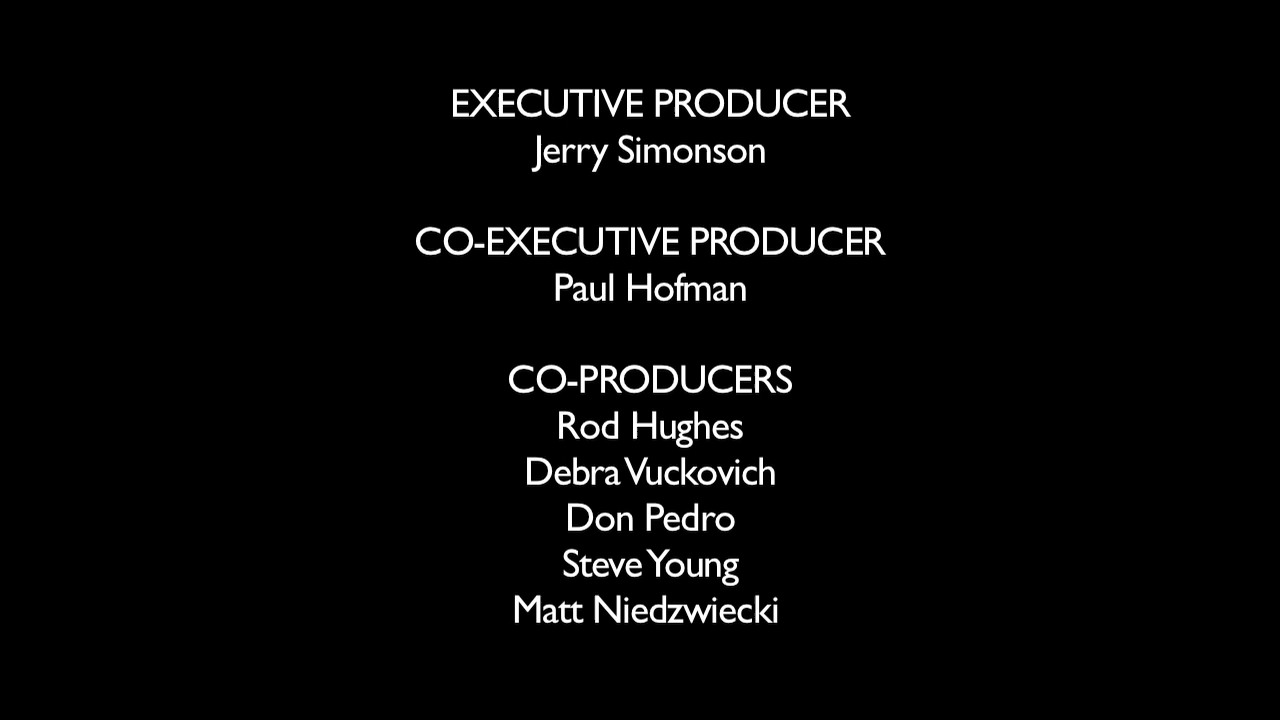 EXECUTIVE PRODUCER
Jerry Simonson
CO-EXECUTIVE PRODUCER
Paul Hofman
CO-PRODUCERS
Rod Hughes
Debra Vuckovich
Don Pedro
Steve Young
Matt Niedzwiecki